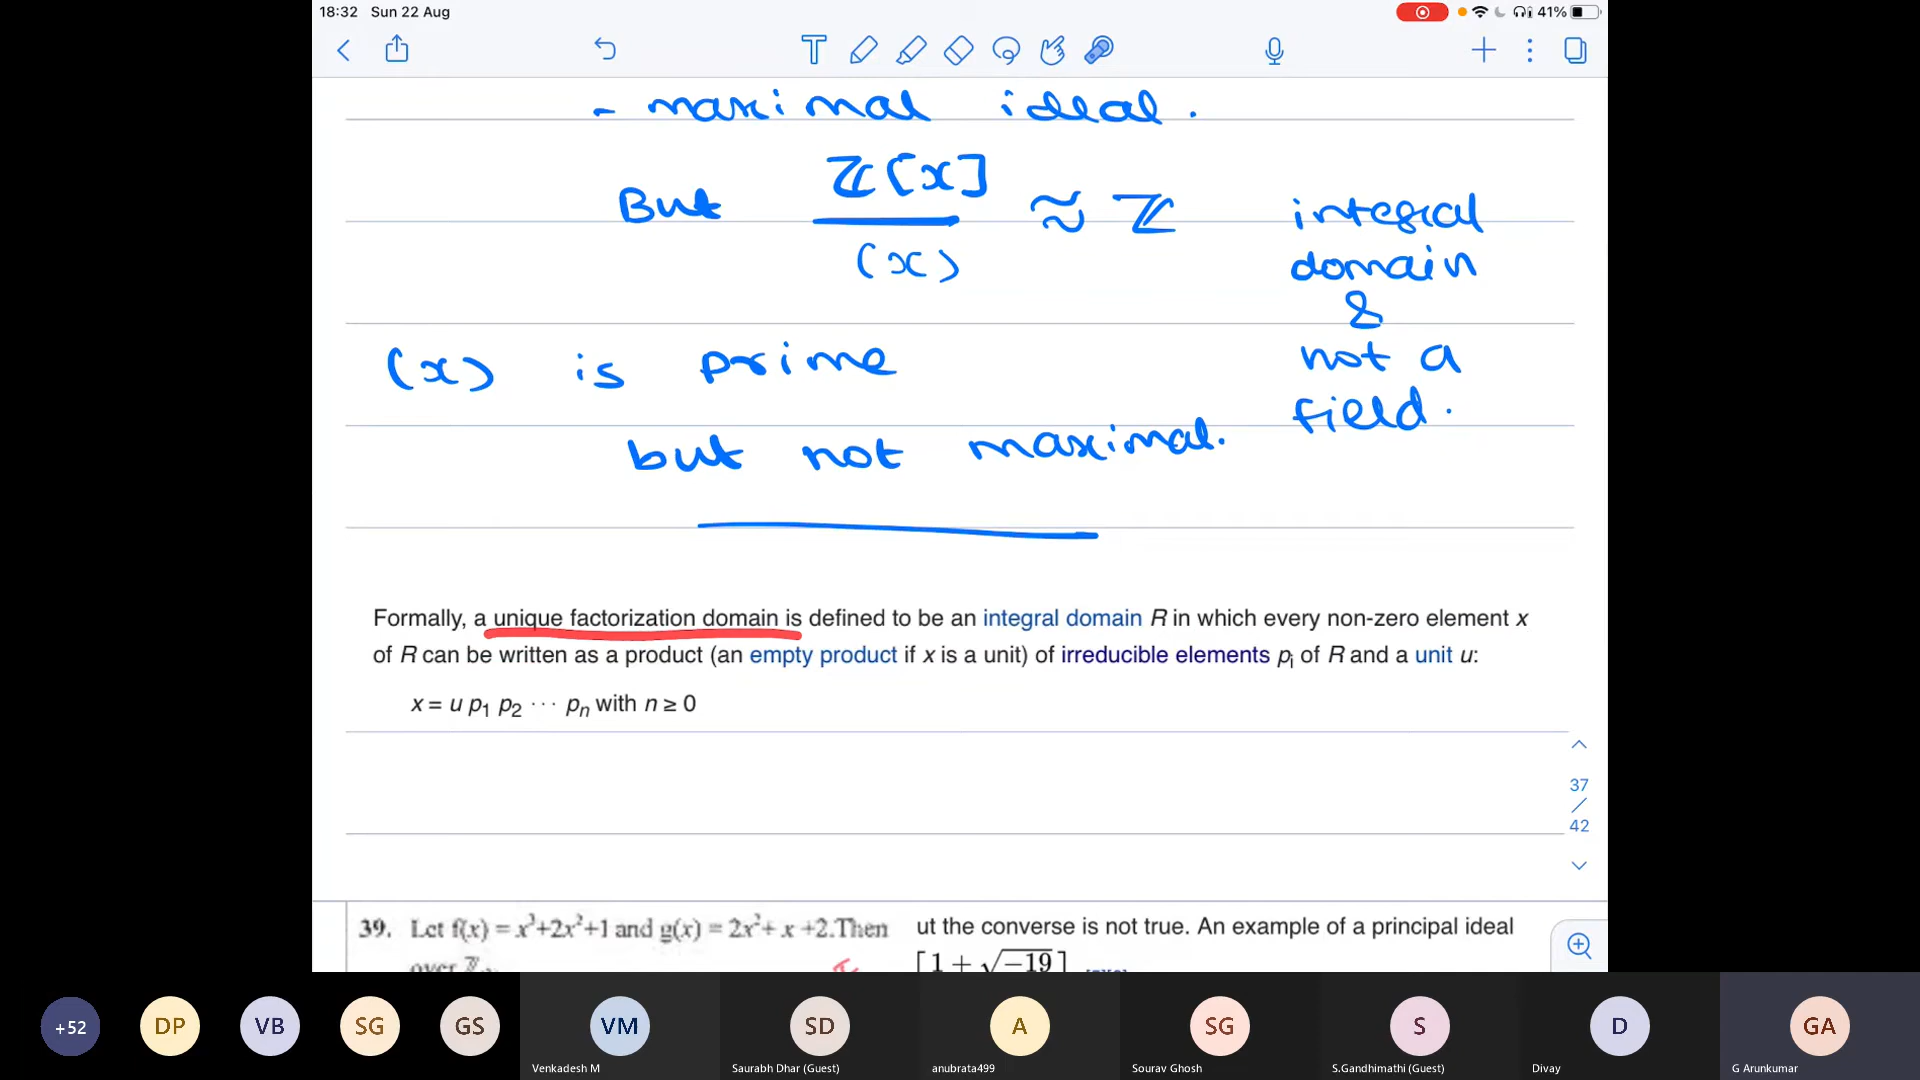 18:32 Sun 22 Aug
41%
- maximal ideal.
But ℤ[x] / (x) ≈ ℤ
integral
domain
&
not a
field.
(x) is prime
but not maximal.
Formally, a unique factorization domain is defined to be an integral domain R in which every non-zero element x
of R can be written as a product (an empty product if x is a unit) of irreducible elements pᵢ of R and a unit u:
x = u p₁ p₂ ··· pₙ with n ≥ 0
37
/
42
39. Let f(x) = x³+2x²+1 and g(x) = 2x²+ x +2.Then
over ℤ
ut the converse is not true. An example of a principal ideal
[1 + √−19]
+52 DP VB SG GS VM SD A SG S D GA
Venkadesh M
Saurabh Dhar (Guest)
anubrata499
Sourav Ghosh
S.Gandhimathi (Guest)
Divay
G Arunkumar